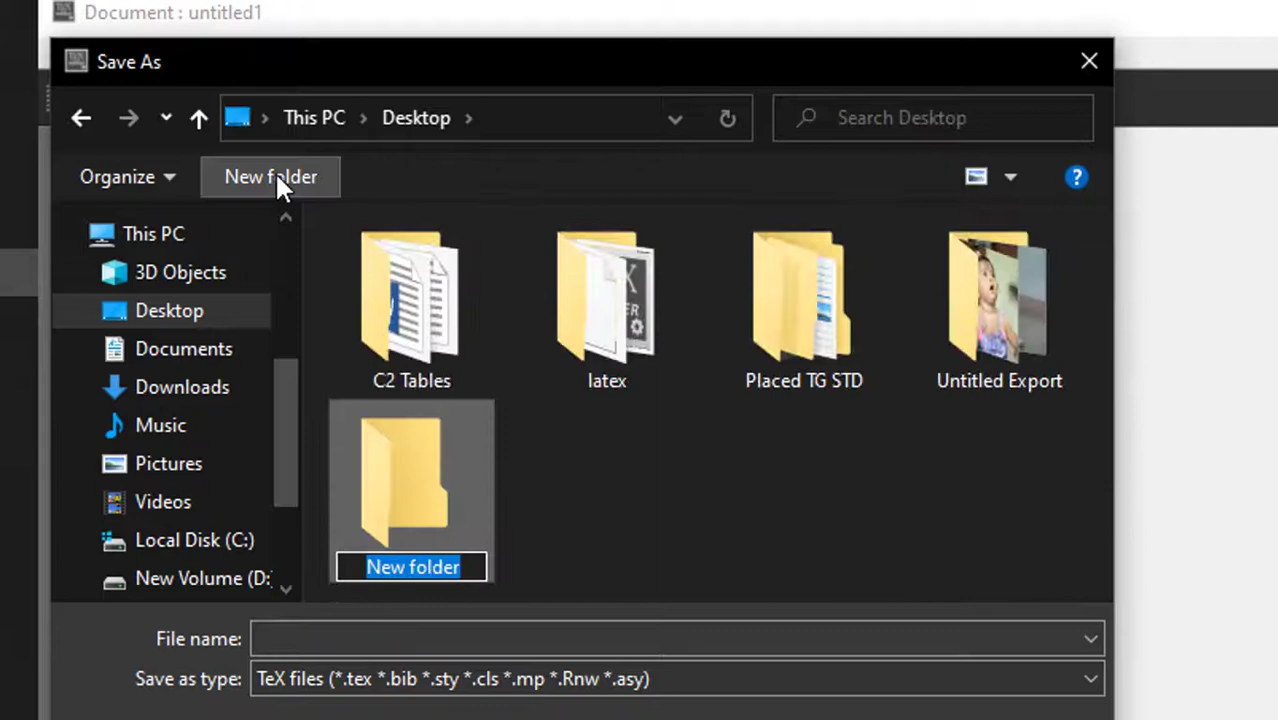 Document : untitled1
Save As
This PC
Desktop
Search Desktop
Organize
New folder
This PC
3D Objects
Desktop
Documents
Downloads
Music
Pictures
Videos
Local Disk (C:)
New Volume (D:
C2 Tables
latex
Placed TG STD
Untitled Export
New folder
File name:
Save as type: TeX files (*.tex *.bib *.sty *.cls *.mp *.Rnw *.asy)